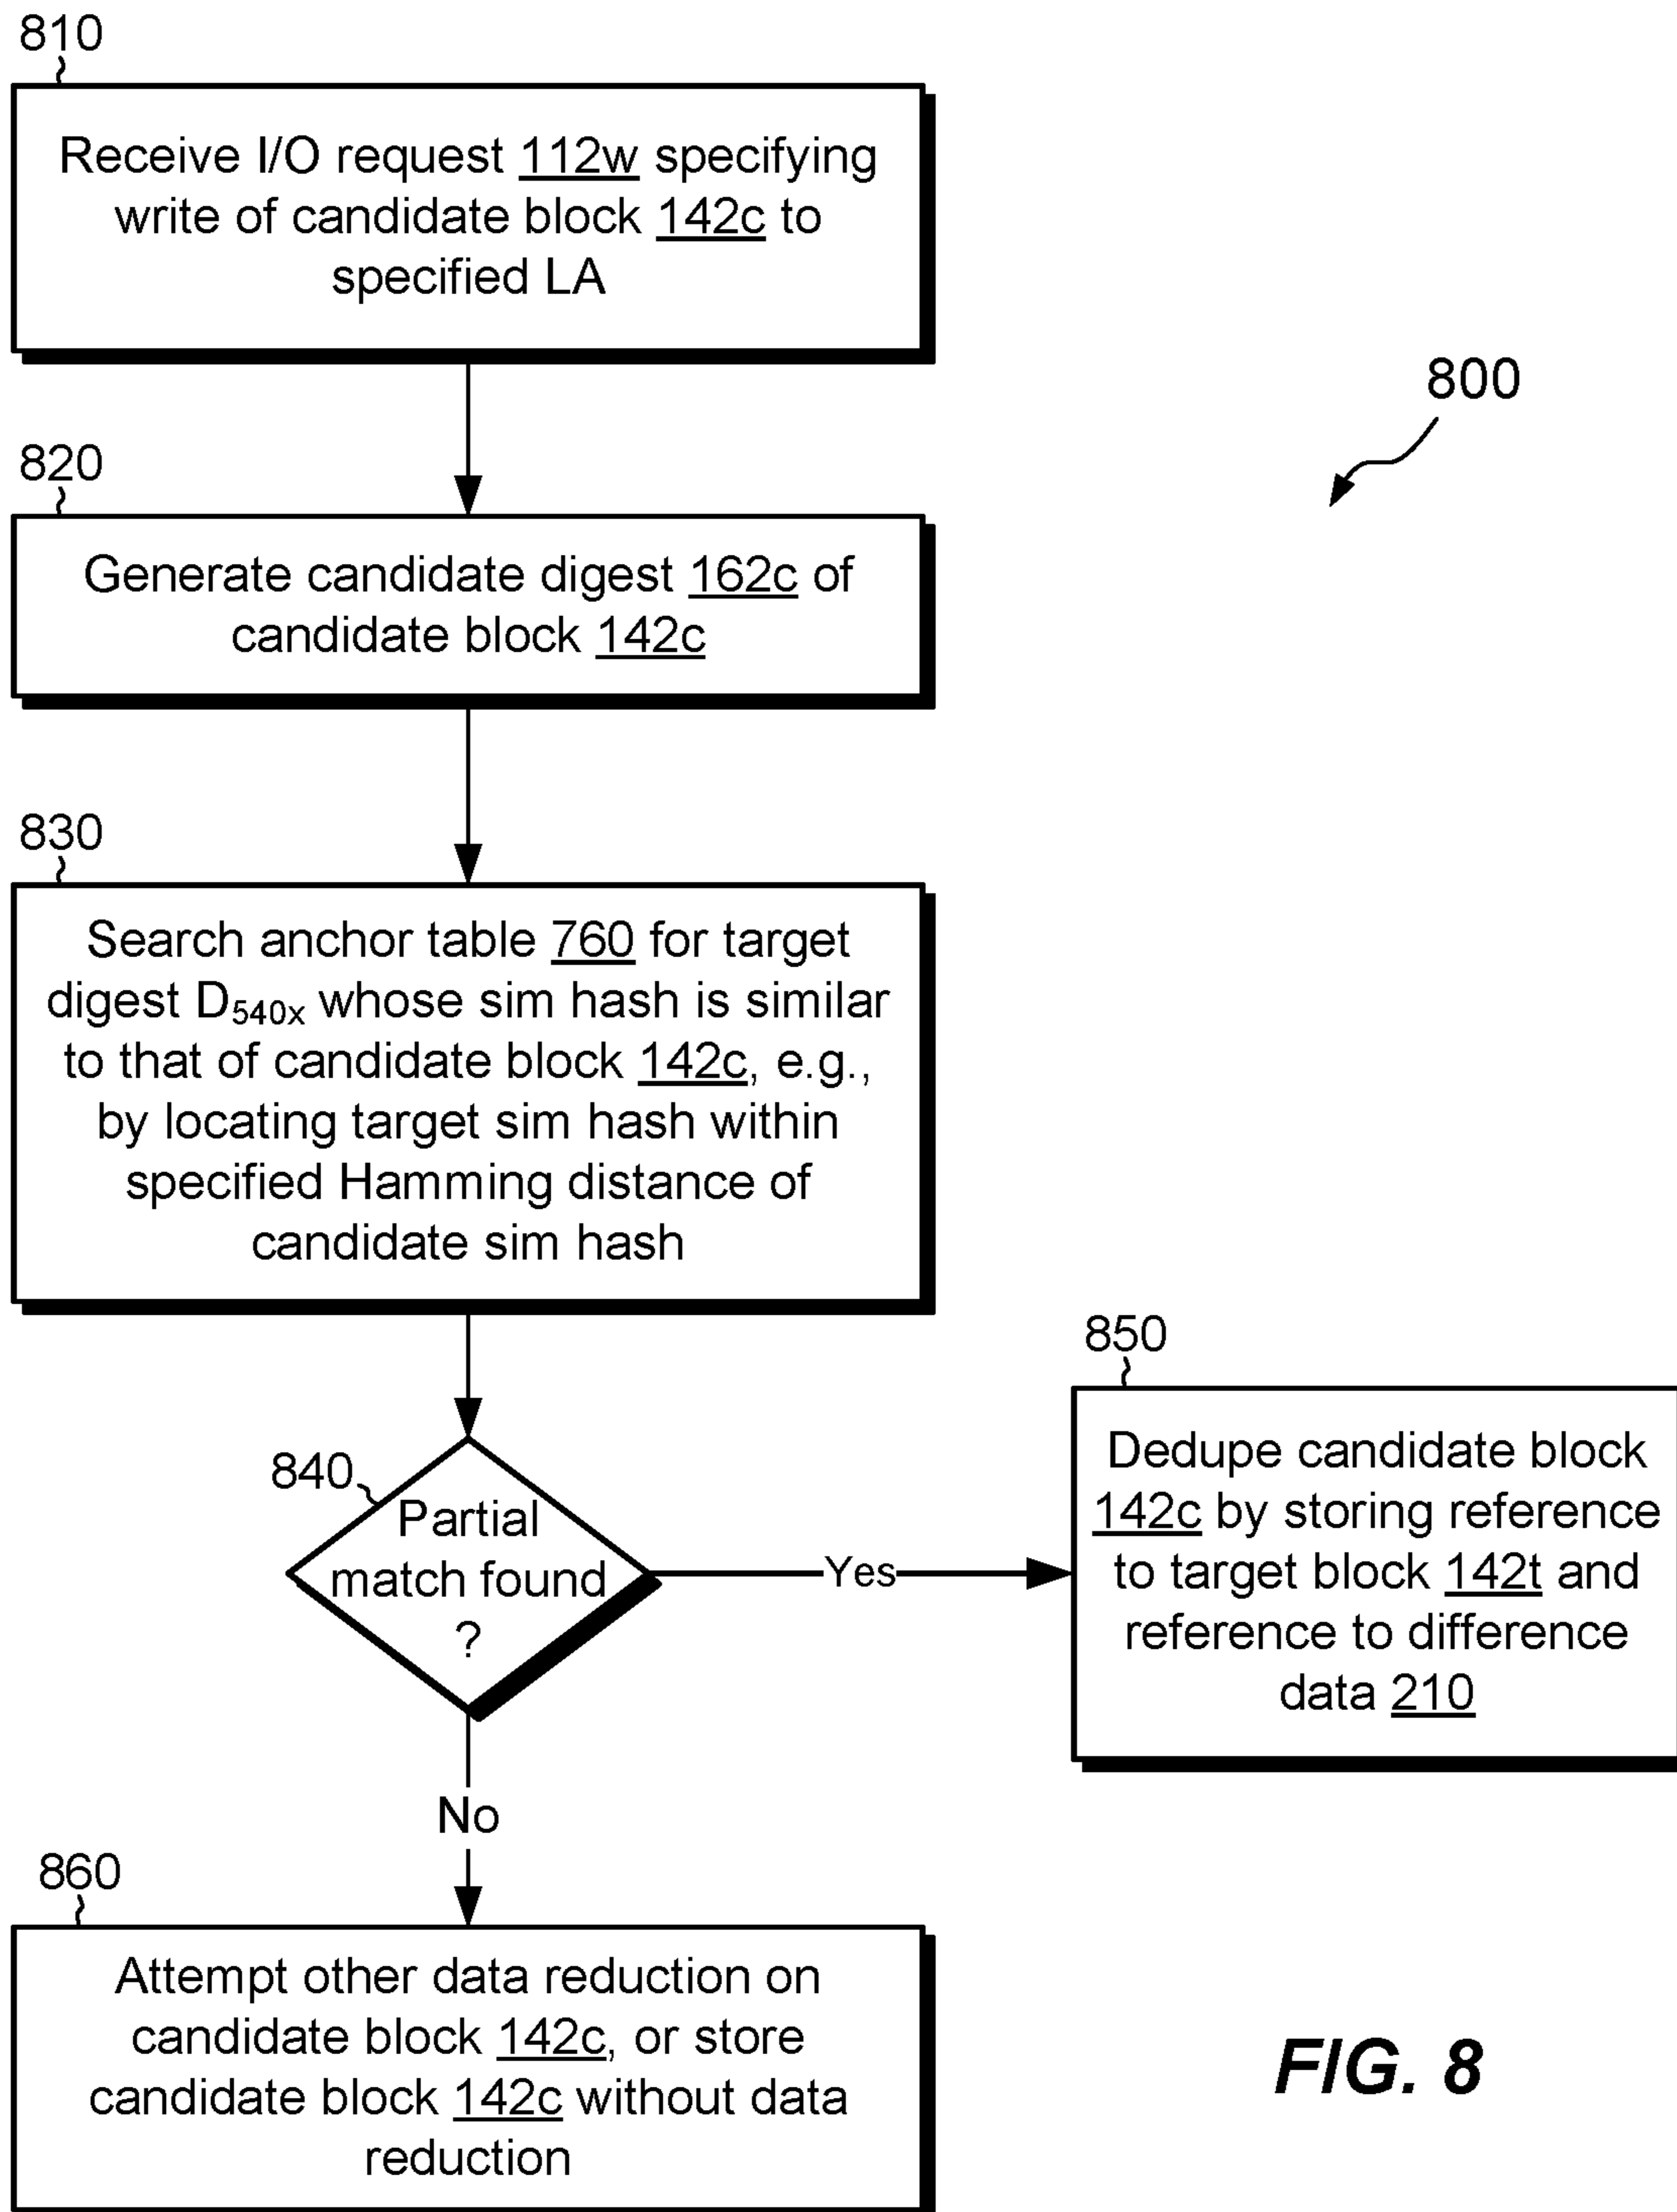 810
Receive I/O request 112w specifying
write of candidate block 142c to
specified LA
800
820
Generate candidate digest 162c of
candidate block 142c
830
Search anchor table 760 for target
digest D540x whose sim hash is similar
to that of candidate block 142c, e.g.,
by locating target sim hash within
specified Hamming distance of
candidate sim hash
840
Partial
match found
?
Yes
850
Dedupe candidate block
142c by storing reference
to target block 142t and
reference to difference
data 210
No
860
Attempt other data reduction on
candidate block 142c, or store
candidate block 142c without data
reduction
FIG. 8